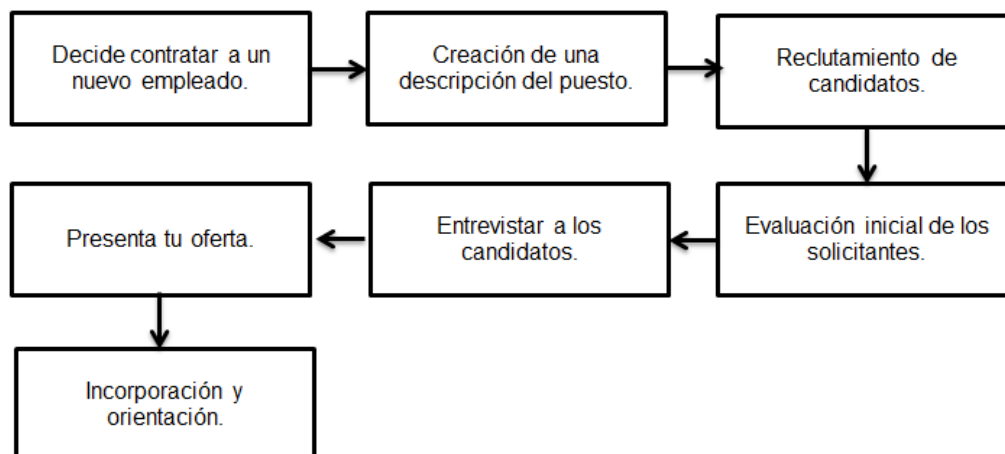 Decide contratar a un
nuevo empleado.
Creación de una
descripción del puesto.
Reclutamiento de
candidatos.
Evaluación inicial de los
solicitantes.
Entrevistar a los
candidatos.
Presenta tu oferta.
Incorporación y
orientación.